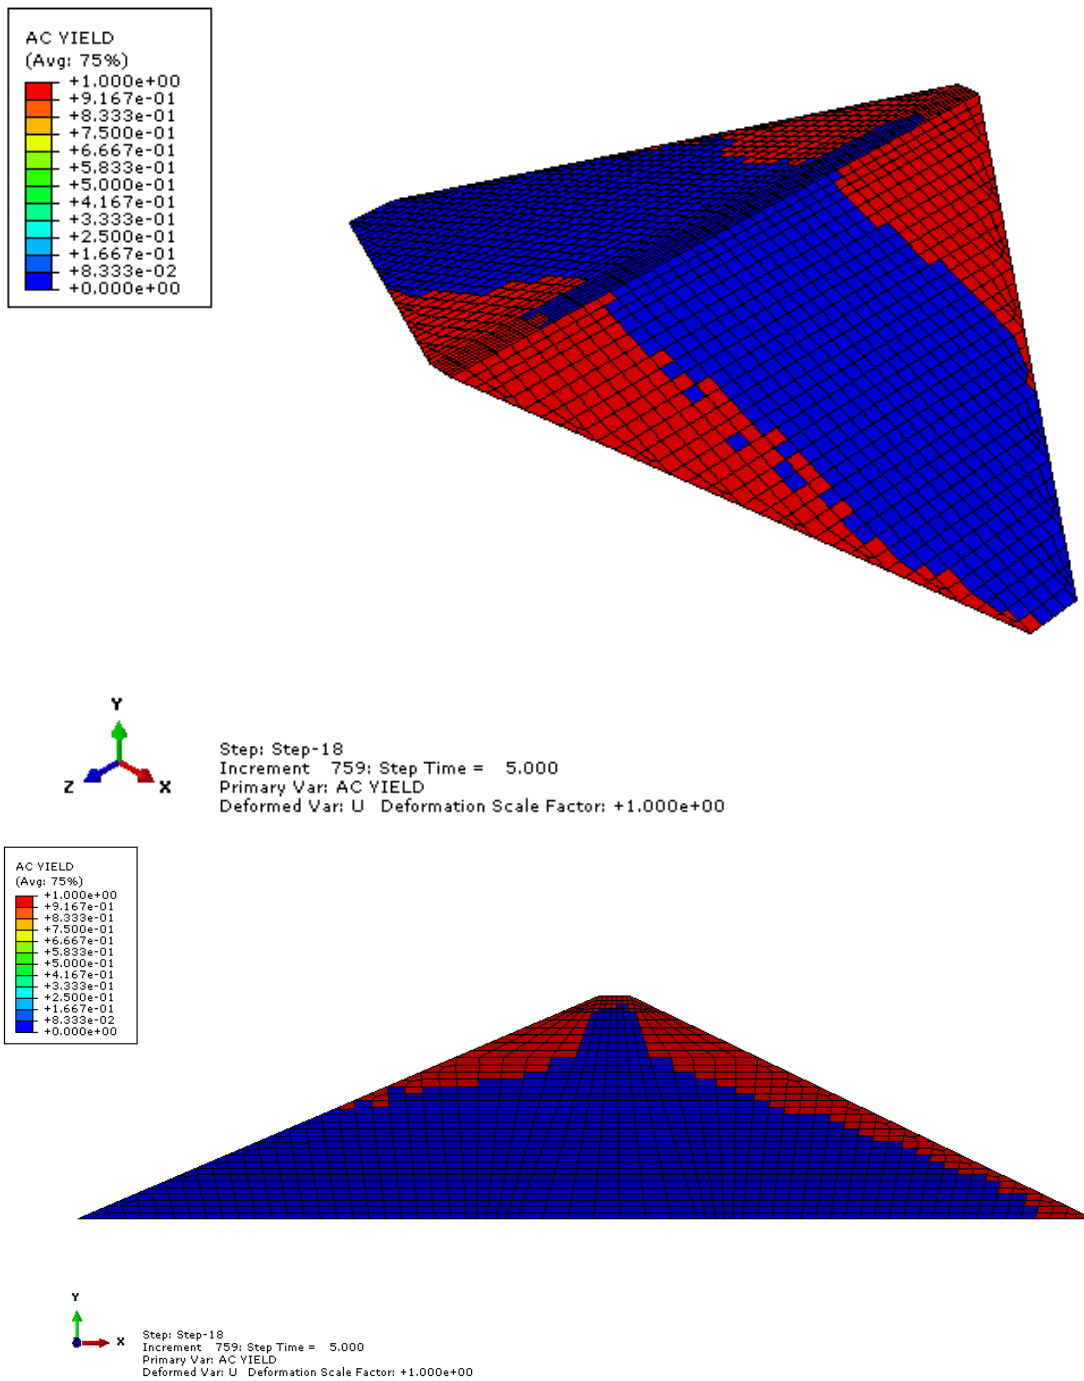 AC YIELD
(Avg: 75%)
+1.000e+00
+9.167e-01
+8.333e-01
+7.500e-01
+6.667e-01
+5.833e-01
+5.000e-01
+4.167e-01
+3.333e-01
+2.500e-01
+1.667e-01
+8.333e-02
+0.000e+00
Y
Z
X
Step: Step-18
Increment 759: Step Time = 5.000
Primary Var: AC YIELD
Deformed Var: U Deformation Scale Factor: +1.000e+00
AC YIELD
(Avg: 75%)
+1.000e+00
+9.167e-01
+8.333e-01
+7.500e-01
+6.667e-01
+5.833e-01
+5.000e-01
+4.167e-01
+3.333e-01
+2.500e-01
+1.667e-01
+8.333e-02
+0.000e+00
Y
X
Step: Step-18
Increment 759: Step Time = 5.000
Primary Var: AC YIELD
Deformed Var: U Deformation Scale Factor: +1.000e+00